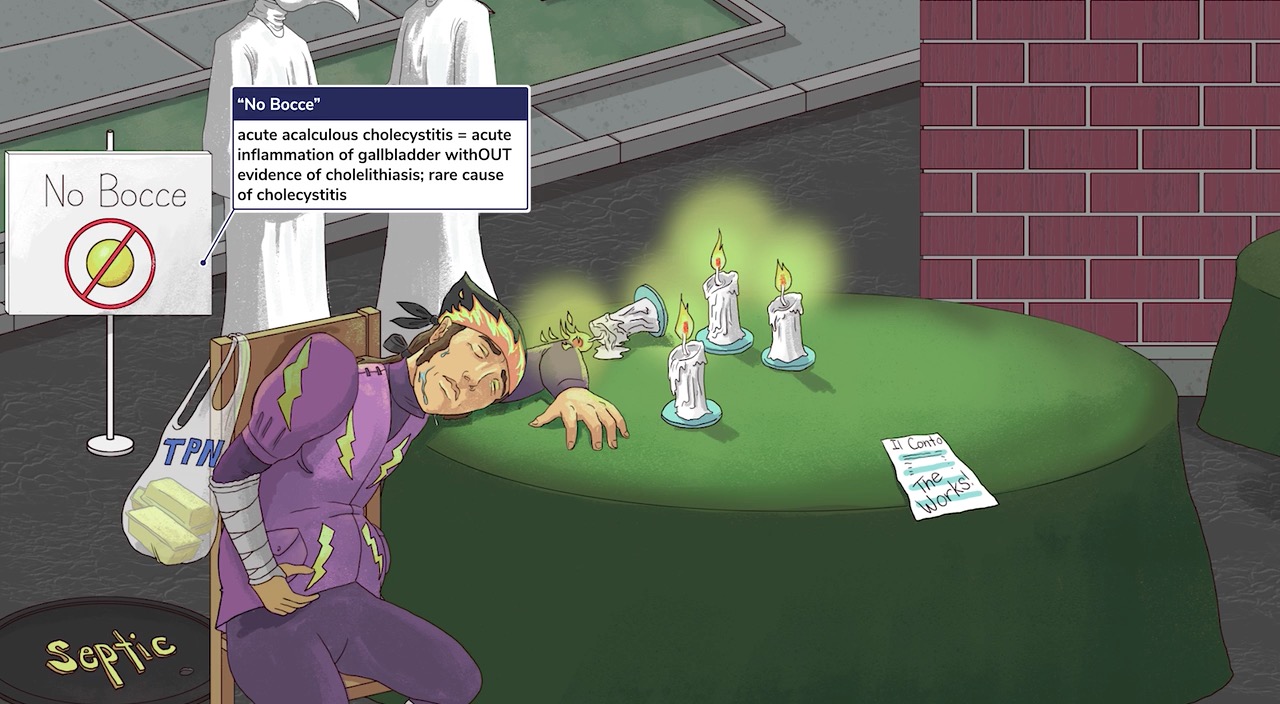 “No Bocce”
acute acalculous cholecystitis = acute
inflammation of gallbladder withOUT
evidence of cholelithiasis; rare cause
of cholecystitis
No Bocce
TPN
Il Conto
The
Works!
Septic